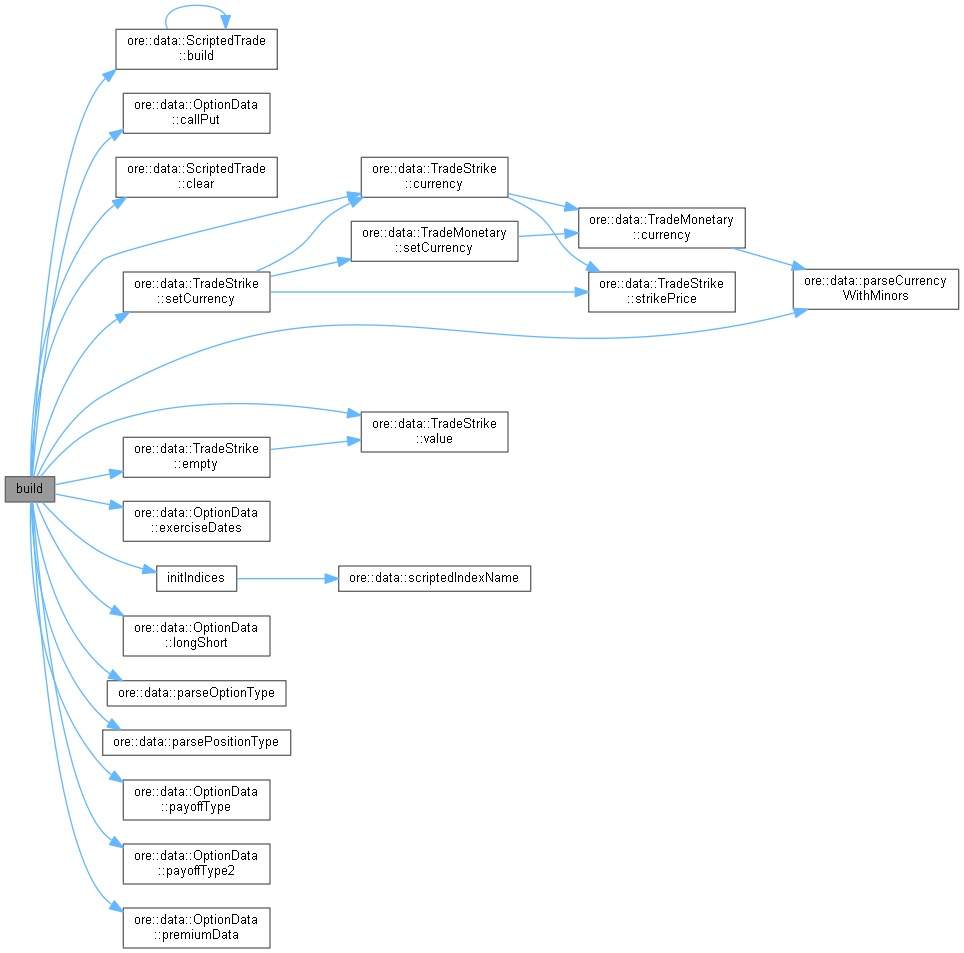 ore::data::ScriptedTrade
::build
ore::data::OptionData
::callPut
ore::data::ScriptedTrade
::clear
ore::data::TradeStrike
::currency
ore::data::TradeMonetary
::setCurrency
ore::data::TradeMonetary
::currency
ore::data::TradeStrike
::setCurrency
ore::data::TradeStrike
::strikePrice
ore::data::parseCurrency
WithMinors
ore::data::TradeStrike
::value
ore::data::TradeStrike
::empty
build
ore::data::OptionData
::exerciseDates
initIndices
ore::data::scriptedIndexName
ore::data::OptionData
::longShort
ore::data::parseOptionType
ore::data::parsePositionType
ore::data::OptionData
::payoffType
ore::data::OptionData
::payoffType2
ore::data::OptionData
::premiumData